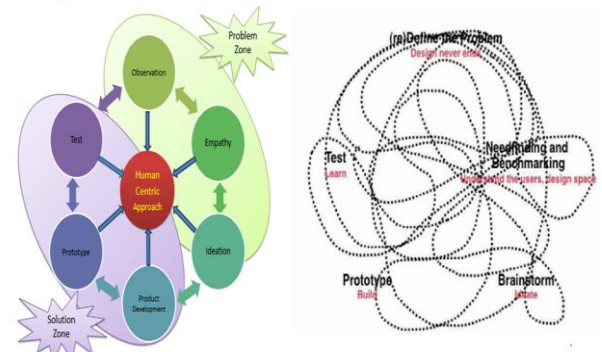 Problem
Zone
Observation
Test
Empathy
Human
Centric
Approach
Prototype
Ideation
Product
Development
Solution
Zone
(re)Define the Problem
Design never ends
Test
Learn
Needfinding and
Benchmarking
Understand the users, design space
Prototype
Build
Brainstorm
Ideate